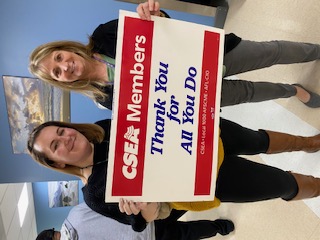 CSEA Members
Thank You
for
All You Do
CSEA • Local 1000 AFSCME • AFL-CIO